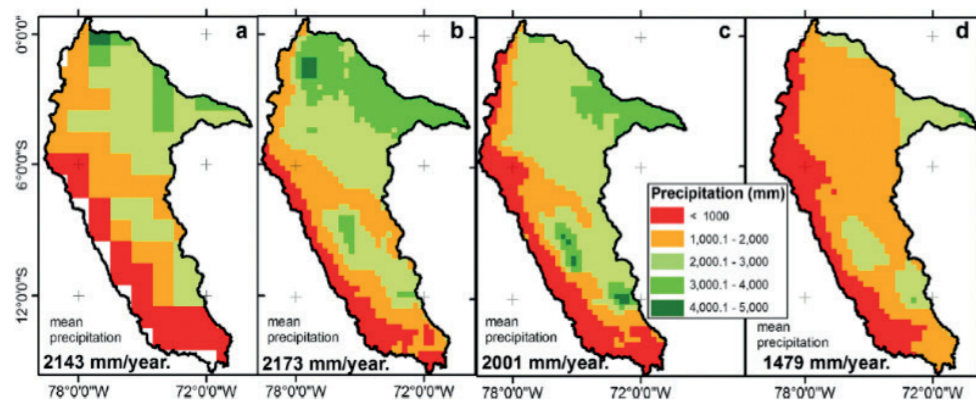 a
b
c
d
0°0'0"
6°0'0"S
12°0'0"S
Precipitation (mm)
< 1000
1,000.1 - 2,000
2,000.1 - 3,000
3,000.1 - 4,000
4,000.1 - 5,000
mean
precipitation
2143 mm/year.
mean
precipitation
2173 mm/year.
mean
precipitation
2001 mm/year.
mean
precipitation
1479 mm/year.
78°0'0"W
72°0'0"W
78°0'0"W
72°0'0"W
78°0'0"W
72°0'0"W
78°0'0"W
72°0'0"W